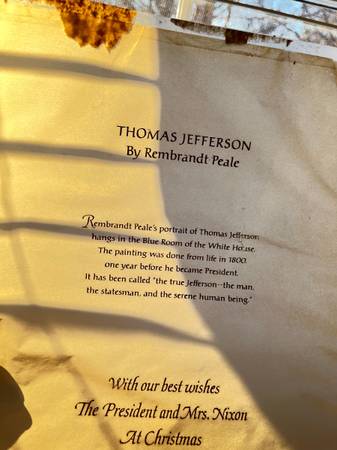 THOMAS JEFFERSON
By Rembrandt Peale
Rembrandt Peale's portrait of Thomas Jefferson
hangs in the Blue Room of the White House.
The painting was done from life in 1800,
one year before he became President.
It has been called "the true Jefferson--the man,
the statesman, and the serene human being."
With our best wishes
The President and Mrs. Nixon
At Christmas